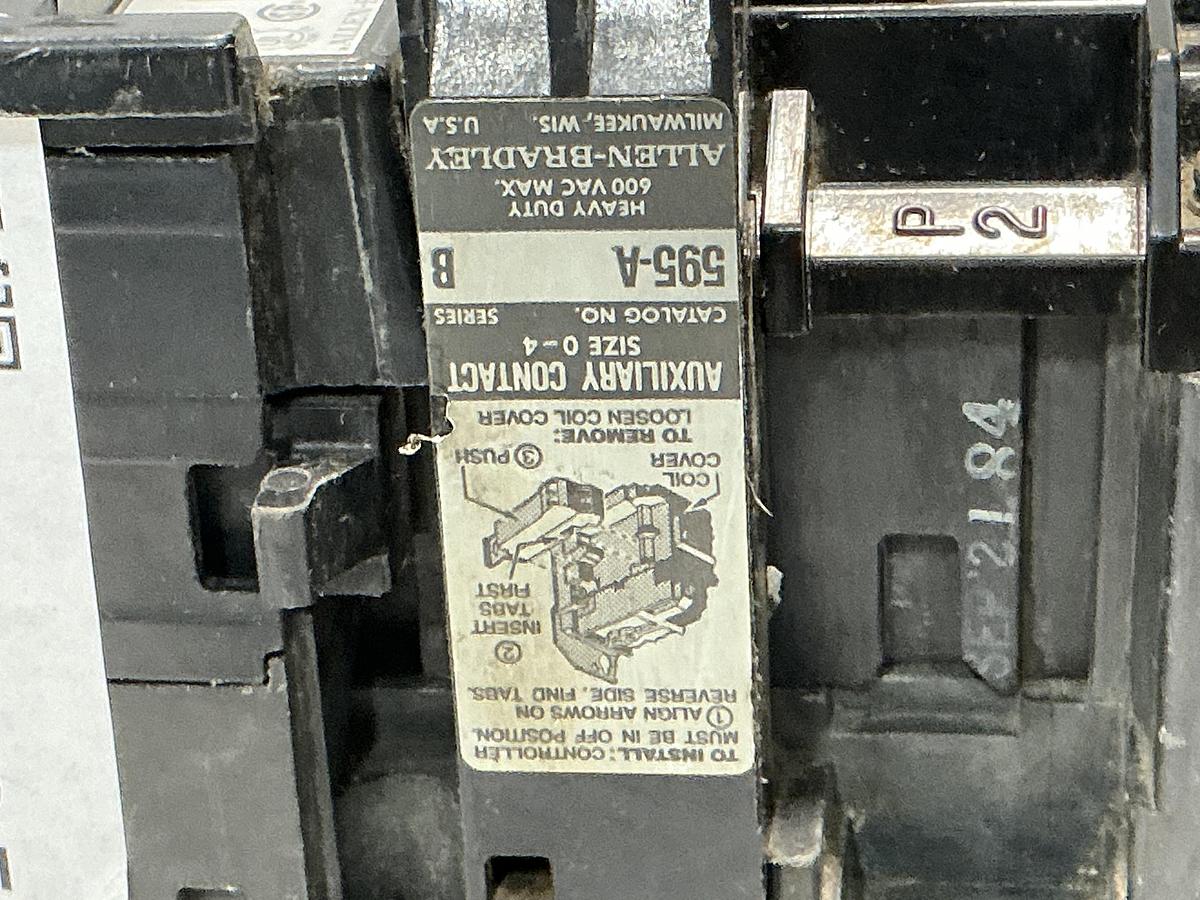 TO INSTALL: CONTROLLER
MUST BE IN OFF POSITION.
① ALIGN ARROWS ON
REVERSE SIDE, FIND TABS.
② INSERT
TABS
FIRST
COIL
COVER
③ PUSH
TO REMOVE:
LOOSEN COIL COVER
AUXILIARY CONTACT
SIZE 0-4
CATALOG NO. SERIES
595-A B
HEAVY DUTY
600 VAC MAX.
ALLEN-BRADLEY
MILWAUKEE, WIS. U.S.A
P
2
SEP 21 84